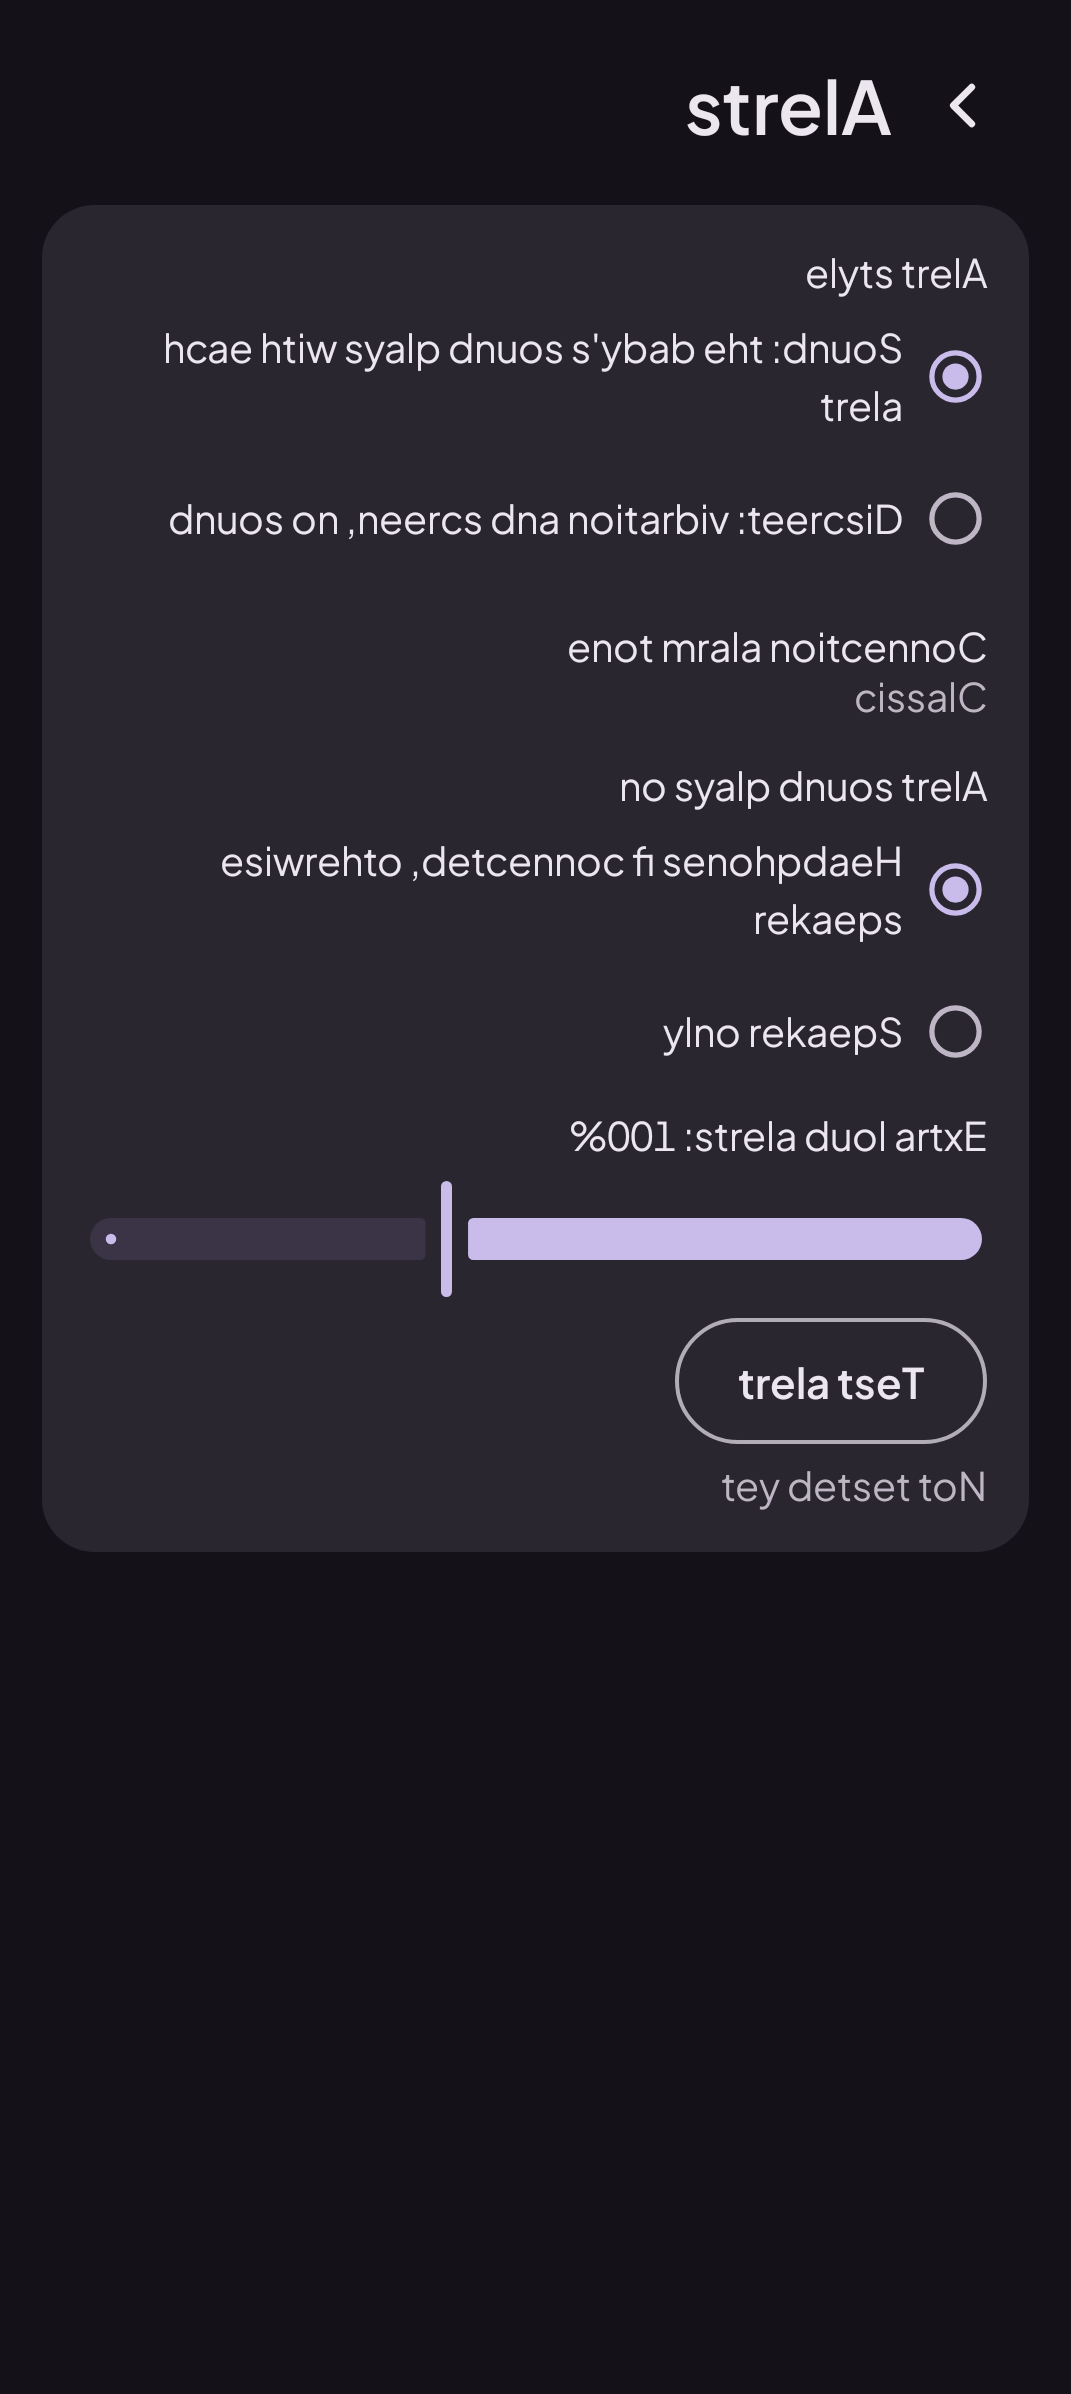 strelA
elyts trelA
hcae htiw syalp dnuos s'ybab eht :dnuoS
trela
dnuos on ,neercs dna noitarbiv :teercsiD
enot mrala noitcennoC
cissalC
no syalp dnuos trelA
esiwrehto ,detcennoc fi senohpdaeH
rekaeps
ylno rekaepS
%001 :strela duol artxE
trela tseT
tey detset toN